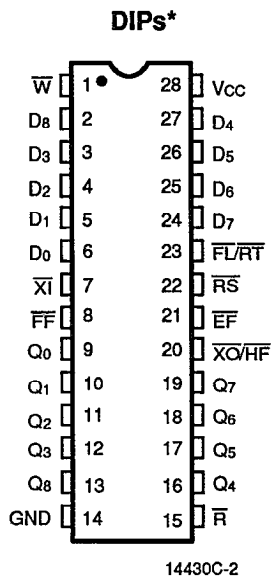 DIPs*
W̅ 1 28 VCC
D8 2 27 D4
D3 3 26 D5
D2 4 25 D6
D1 5 24 D7
D0 6 23 F̅L̅/R̅T̅
X̅I̅ 7 22 R̅S̅
F̅F̅ 8 21 E̅F̅
Q0 9 20 X̅O̅/H̅F̅
Q1 10 19 Q7
Q2 11 18 Q6
Q3 12 17 Q5
Q8 13 16 Q4
GND 14 15 R̅
14430C-2